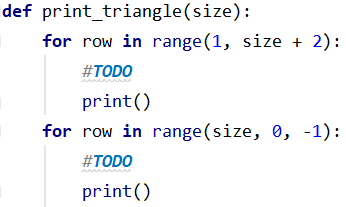 def print_triangle(size):
    for row in range(1, size + 2):
        #TODO
        print()
    for row in range(size, 0, -1):
        #TODO
        print()